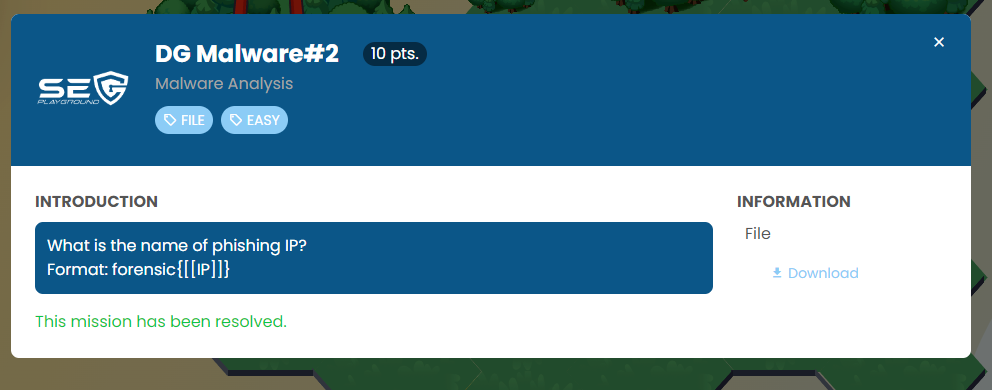 DG Malware#2
10 pts.
×
SEG
PLAYGROUND
Malware Analysis
FILE
EASY
INTRODUCTION
INFORMATION
What is the name of phishing IP?
Format: forensic{[[IP]]}
File
Download
This mission has been resolved.